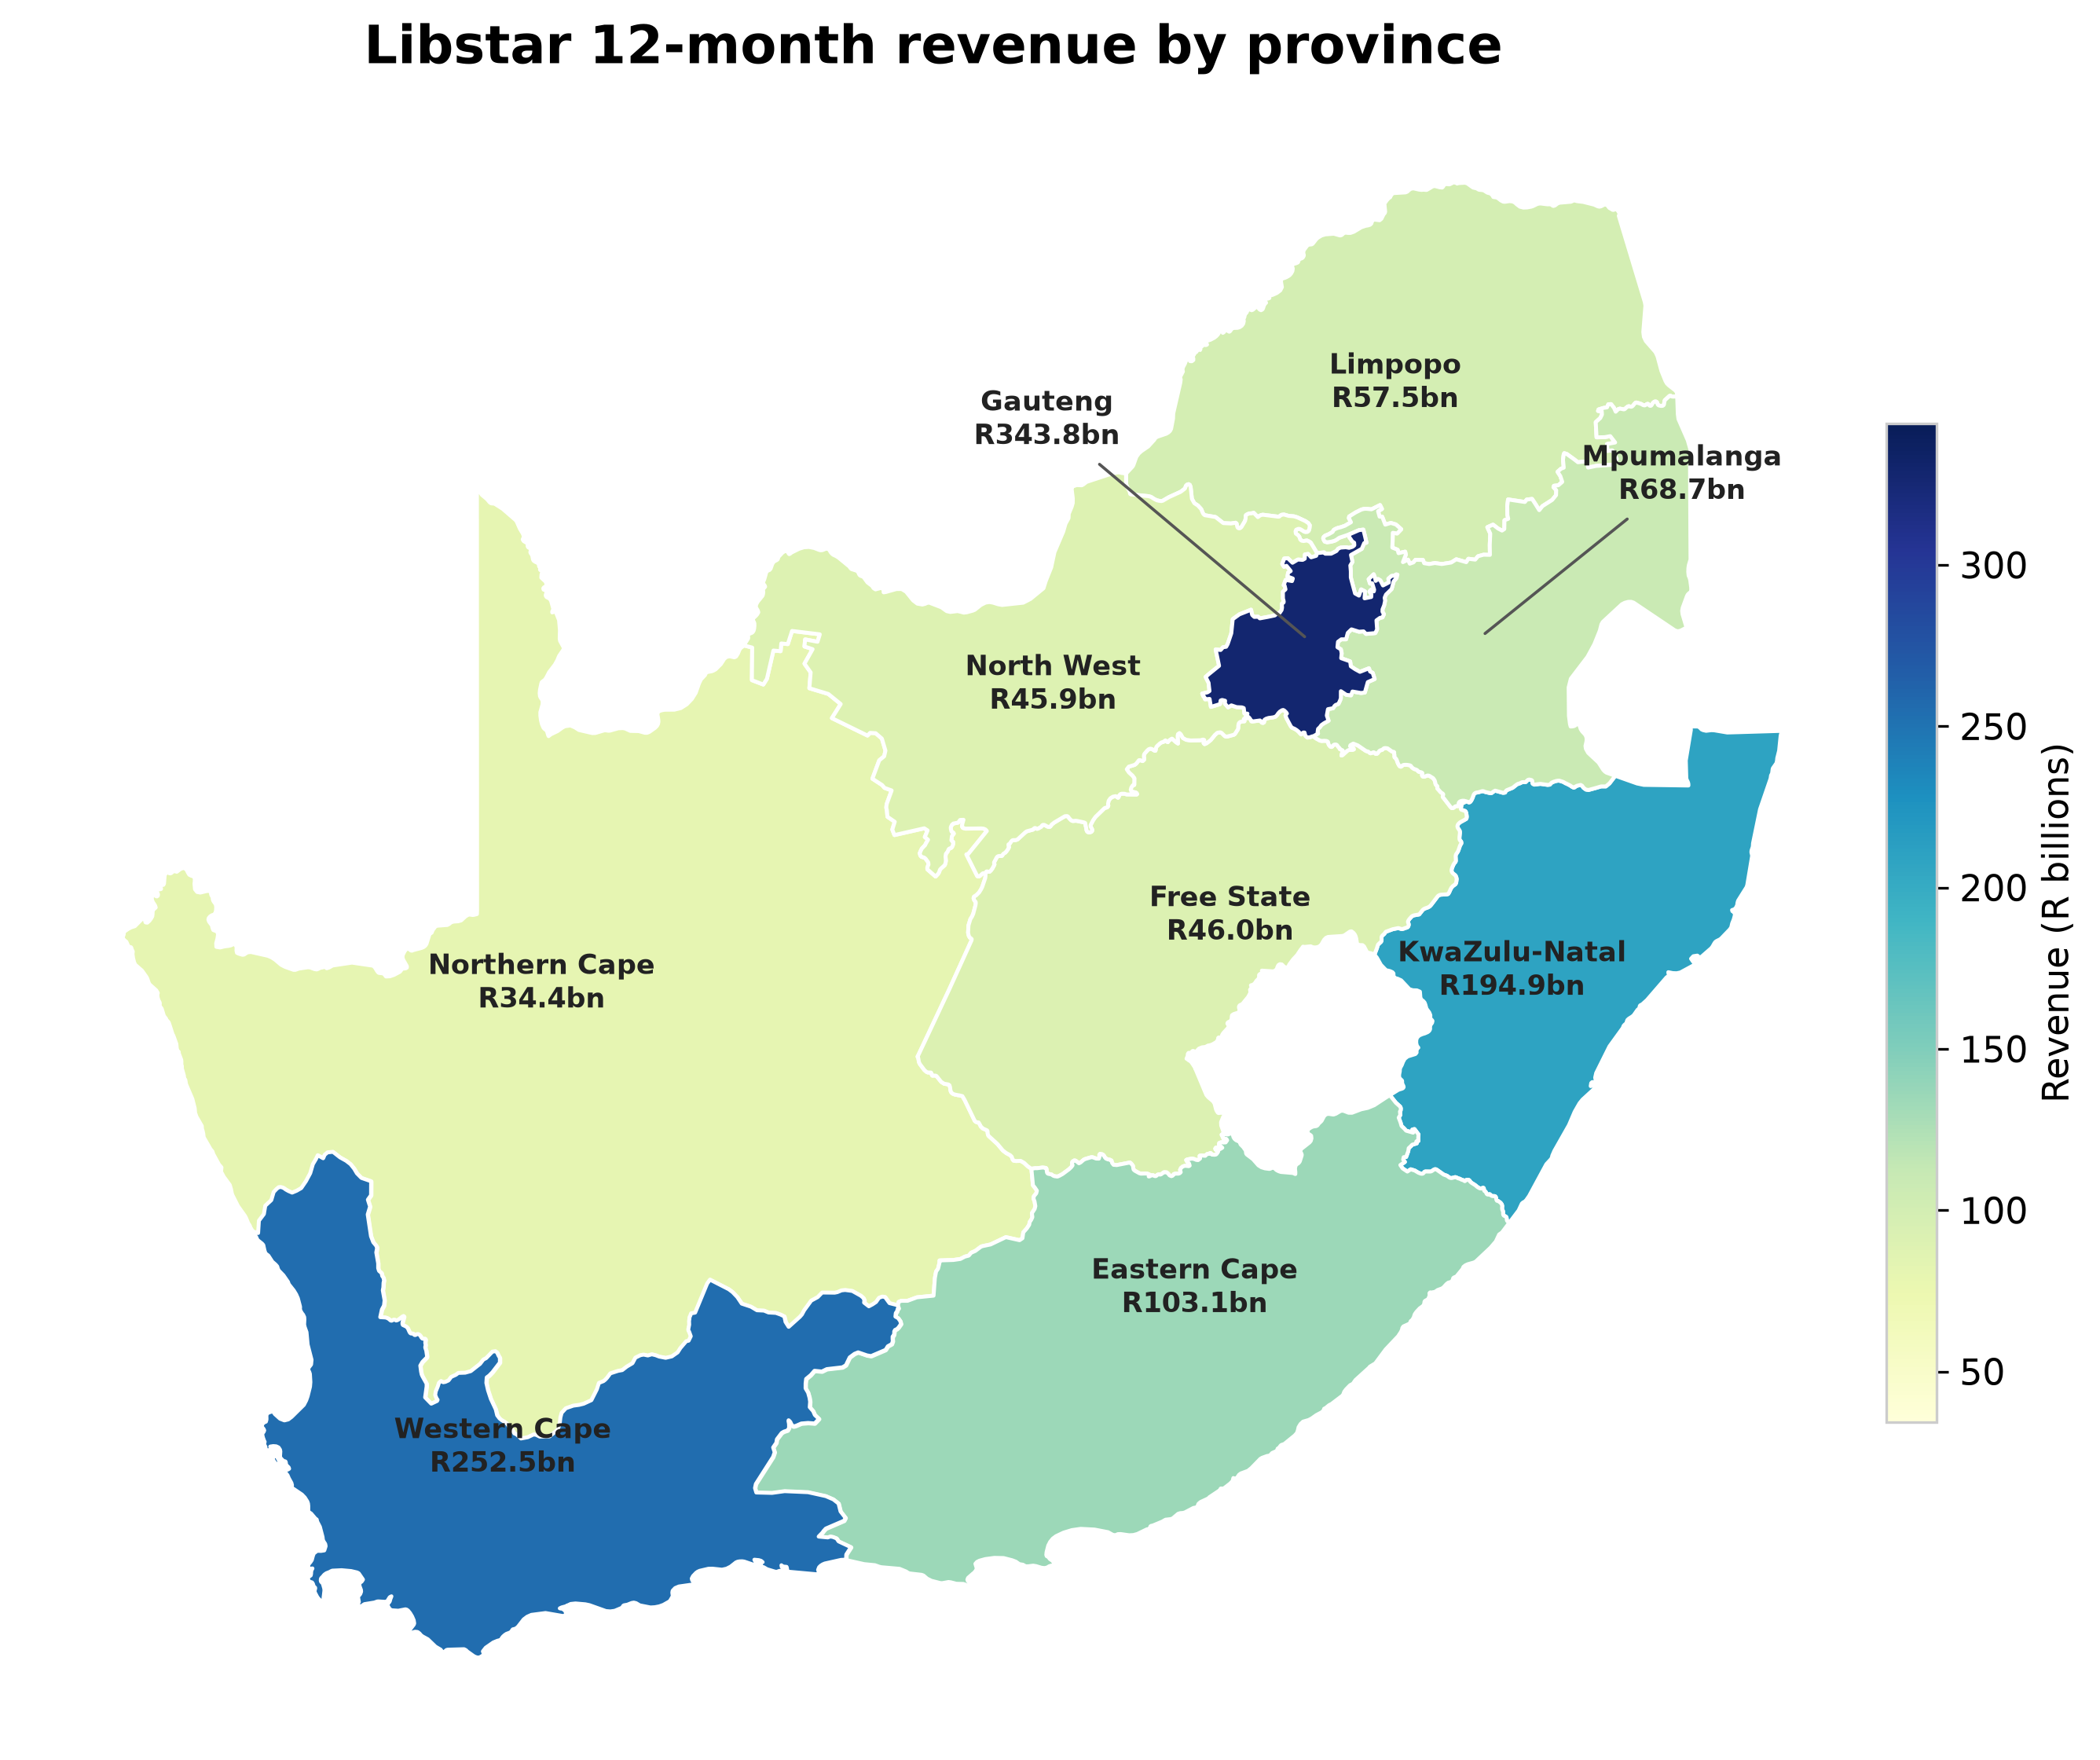 Libstar 12-month revenue by province
Limpopo
R57.5bn
Gauteng
R343.8bn
Mpumalanga
R68.7bn
North West
R45.9bn
Free State
R46.0bn
KwaZulu-Natal
R194.9bn
Northern Cape
R34.4bn
Eastern Cape
R103.1bn
Western Cape
R252.5bn
300
250
200
150
100
50
Revenue (R billions)